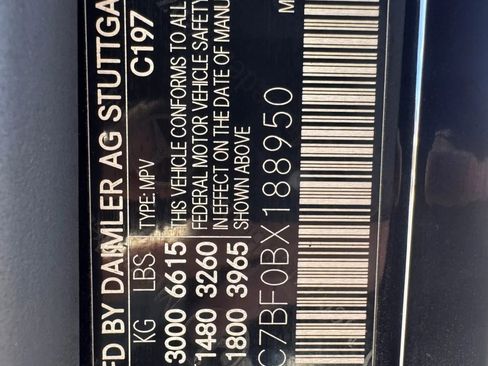 FD BY DAIMLER AG STUTTGA
C197
KG LBS TYPE: MPV
3000 6615 THIS VEHICLE CONFORMS TO ALL
1480 3260 FEDERAL MOTOR VEHICLE SAFETY
1800 3965 IN EFFECT ON THE DATE OF MANU
SHOWN ABOVE
C7BF0BX188950